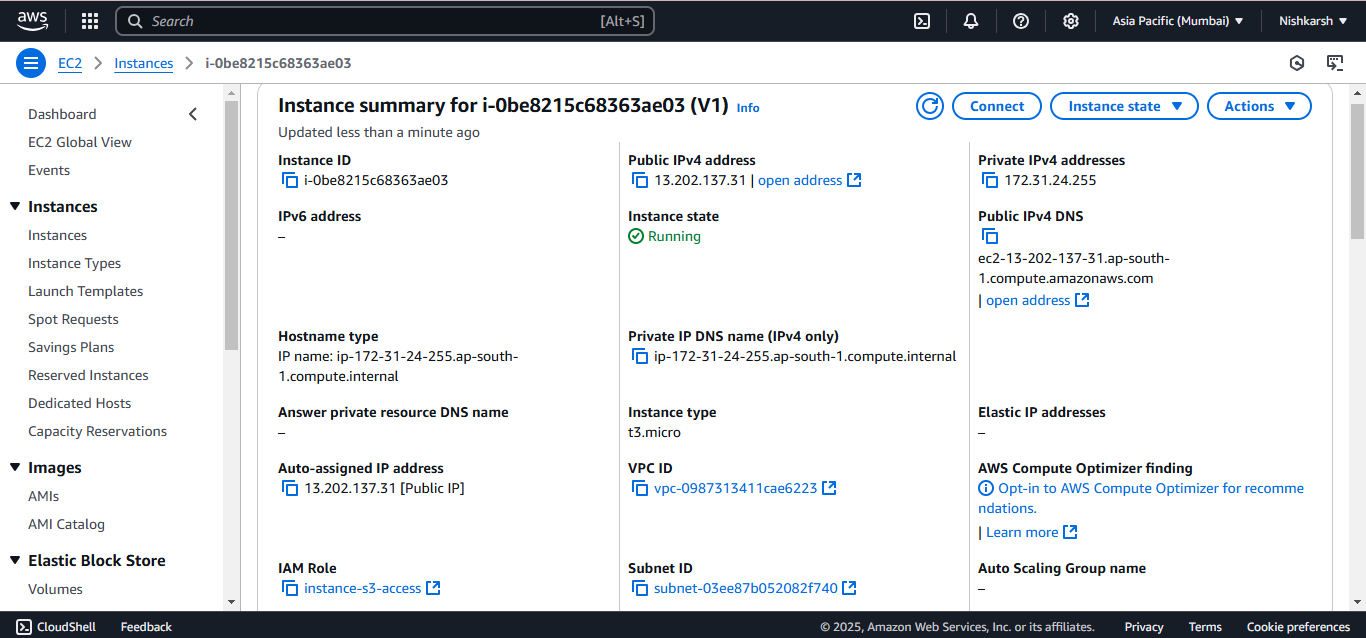 aws
Search [Alt+S]
Asia Pacific (Mumbai)
Nishkarsh
EC2
Instances
i-0be8215c68363ae03
Dashboard
EC2 Global View
Events
Instances
Instances
Instance Types
Launch Templates
Spot Requests
Savings Plans
Reserved Instances
Dedicated Hosts
Capacity Reservations
Images
AMIs
AMI Catalog
Elastic Block Store
Volumes
Instance summary for i-0be8215c68363ae03 (V1) Info
Updated less than a minute ago
Connect
Instance state
Actions
Instance ID
i-0be8215c68363ae03
Public IPv4 address
13.202.137.31 | open address
Private IPv4 addresses
172.31.24.255
IPv6 address
–
Instance state
Running
Public IPv4 DNS
ec2-13-202-137-31.ap-south-
1.compute.amazonaws.com
| open address
Hostname type
IP name: ip-172-31-24-255.ap-south-
1.compute.internal
Private IP DNS name (IPv4 only)
ip-172-31-24-255.ap-south-1.compute.internal
Answer private resource DNS name
–
Instance type
t3.micro
Elastic IP addresses
–
Auto-assigned IP address
13.202.137.31 [Public IP]
VPC ID
vpc-0987313411cae6223
AWS Compute Optimizer finding
Opt-in to AWS Compute Optimizer for recomme
ndations.
| Learn more
IAM Role
instance-s3-access
Subnet ID
subnet-03ee87b052082f740
Auto Scaling Group name
–
CloudShell
Feedback
© 2025, Amazon Web Services, Inc. or its affiliates.
Privacy
Terms
Cookie preferences